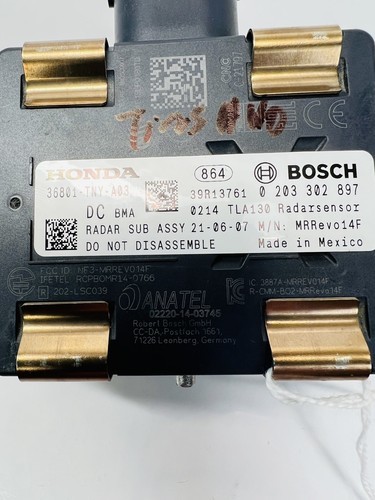 HONDA 864 BOSCH
36801-TNY-A03 39R13761 0 203 302 897
DC BMA 0214 TLA130 Radarsensor
RADAR SUB ASSY 21-06-07 M/N: MRRevo14F
DO NOT DISASSEMBLE Made in Mexico
FCC ID: NF3-MRREVO14F
IFETEL: RCPBOMR14-0766
R 202-LSC039
ANATEL
02220-14-03745
IC: 3887A-MRREVO14F
R-CMM-BO2-MRRevo14F
Robert Bosch GmbH
CC-DA, Postfach 1661,
71226 Leonberg, Germany